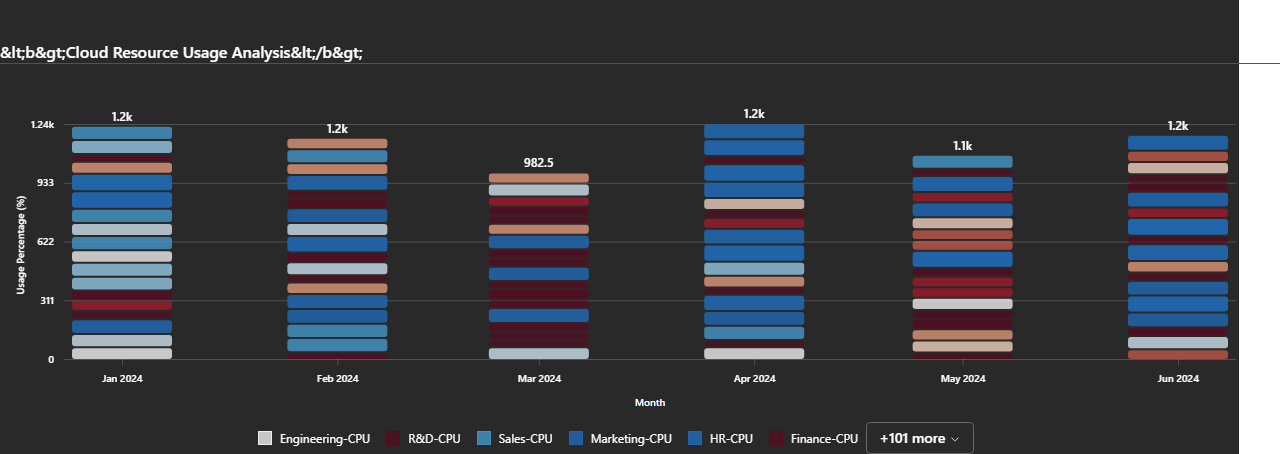 &lt;b&gt;Cloud Resource Usage Analysis&lt;/b&gt;
1.2k
1.2k
982.5
1.2k
1.1k
1.2k
1.24k
933
622
311
0
Usage Percentage (%)
Jan 2024
Feb 2024
Mar 2024
Apr 2024
May 2024
Jun 2024
Month
Engineering-CPU
R&D-CPU
Sales-CPU
Marketing-CPU
HR-CPU
Finance-CPU
+101 more